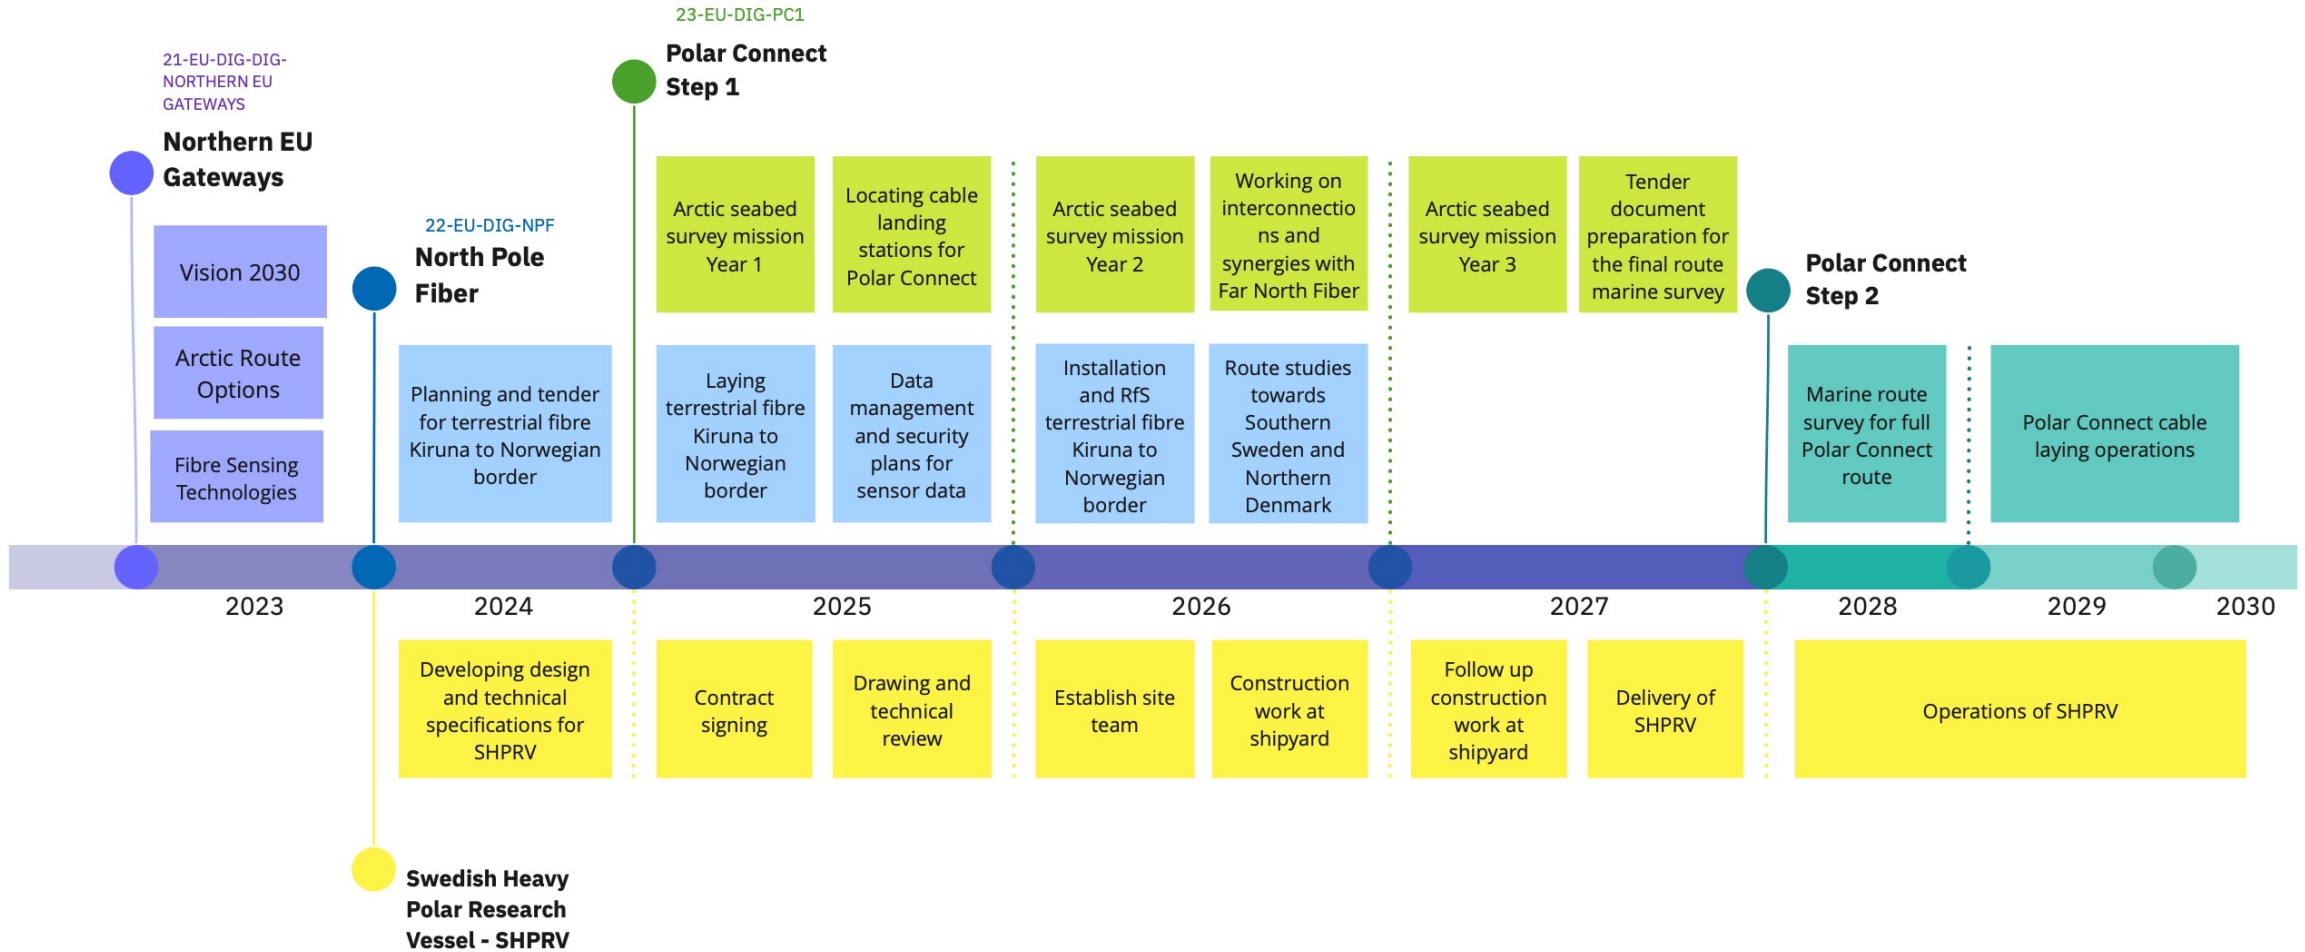 23-EU-DIG-PC1
Polar Connect
Step 1
21-EU-DIG-DIG-
NORTHERN EU
GATEWAYS
Northern EU
Gateways
22-EU-DIG-NPF
North Pole
Fiber
Polar Connect
Step 2
Vision 2030
Arctic Route
Options
Fibre Sensing
Technologies
Arctic seabed
survey mission
Year 1
Locating cable
landing
stations for
Polar Connect
Arctic seabed
survey mission
Year 2
Working on
interconnectio
ns and
synergies with
Far North Fiber
Arctic seabed
survey mission
Year 3
Tender
document
preparation for
the final route
marine survey
Planning and tender
for terrestrial fibre
Kiruna to Norwegian
border
Laying
terrestrial fibre
Kiruna to
Norwegian
border
Data
management
and security
plans for
sensor data
Installation
and RfS
terrestrial fibre
Kiruna to
Norwegian
border
Route studies
towards
Southern
Sweden and
Northern
Denmark
Marine route
survey for full
Polar Connect
route
Polar Connect cable
laying operations
2023
2024
2025
2026
2027
2028
2029
2030
Developing design
and technical
specifications for
SHPRV
Contract
signing
Drawing and
technical
review
Establish site
team
Construction
work at
shipyard
Follow up
construction
work at
shipyard
Delivery of
SHPRV
Operations of SHPRV
Swedish Heavy
Polar Research
Vessel - SHPRV